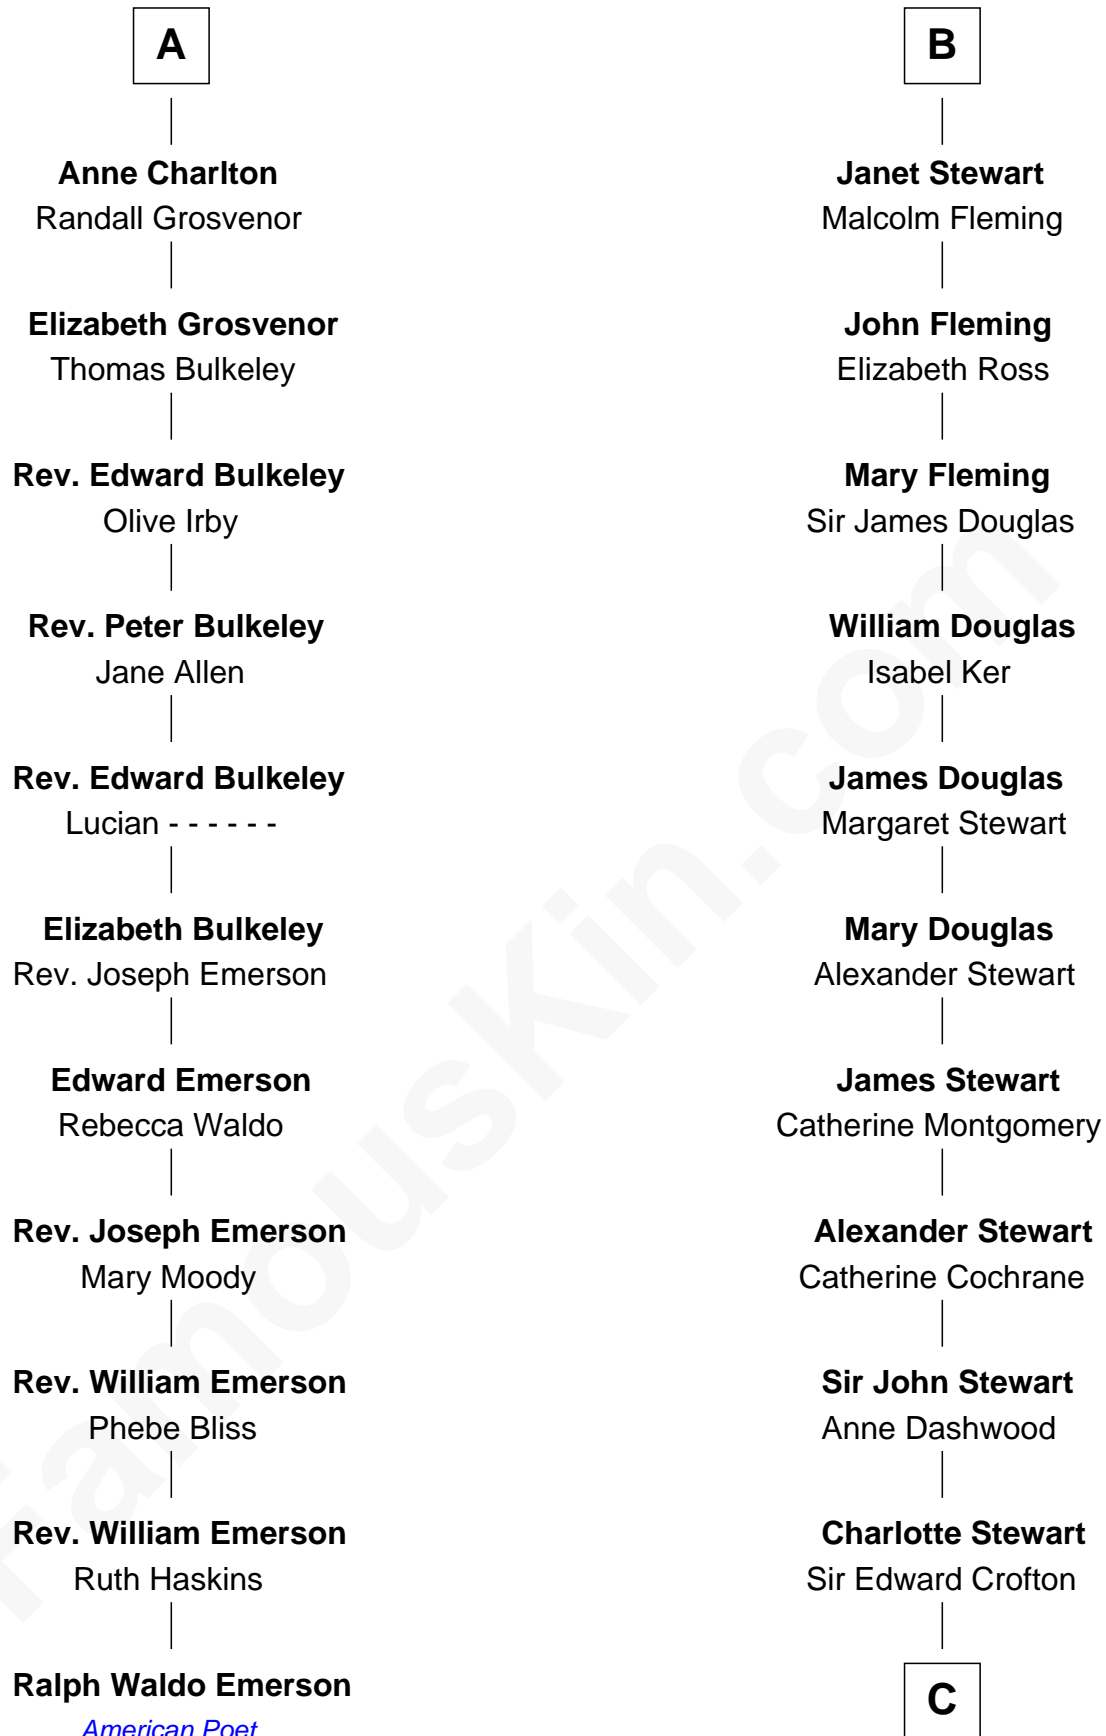 A
Anne Charlton
Randall Grosvenor
Elizabeth Grosvenor
Thomas Bulkeley
Rev. Edward Bulkeley
Olive Irby
Rev. Peter Bulkeley
Jane Allen
Rev. Edward Bulkeley
Lucian - - - - - -
Elizabeth Bulkeley
Rev. Joseph Emerson
Edward Emerson
Rebecca Waldo
Rev. Joseph Emerson
Mary Moody
Rev. William Emerson
Phebe Bliss
Rev. William Emerson
Ruth Haskins
Ralph Waldo Emerson
American Poet
B
Janet Stewart
Malcolm Fleming
John Fleming
Elizabeth Ross
Mary Fleming
Sir James Douglas
William Douglas
Isabel Ker
James Douglas
Margaret Stewart
Mary Douglas
Alexander Stewart
James Stewart
Catherine Montgomery
Alexander Stewart
Catherine Cochrane
Sir John Stewart
Anne Dashwood
Charlotte Stewart
Sir Edward Crofton
C
FamousKin.com